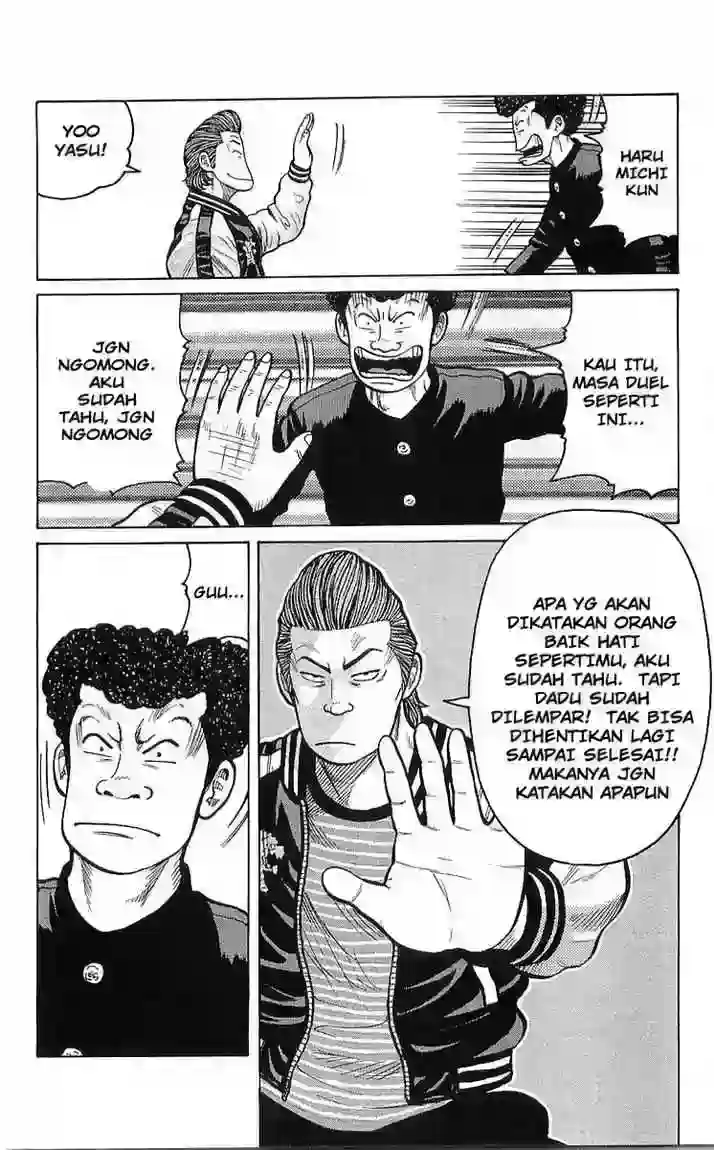 YOO
YASU!
HARU
MICHI
KUN
JGN
NGOMONG.
AKU
SUDAH
TAHU, JGN
NGOMONG
KAU ITU,
MASA DUEL
SEPERTI
INI...
GUU...
APA YG AKAN
DIKATAKAN ORANG
BAIK HATI
SEPERTIMU, AKU
SUDAH TAHU. TAPI
DADU SUDAH
DILEMPAR! TAK BISA
DIHENTIKAN LAGI
SAMPAI SELESAI!!
MAKANYA JGN
KATAKAN APAPUN